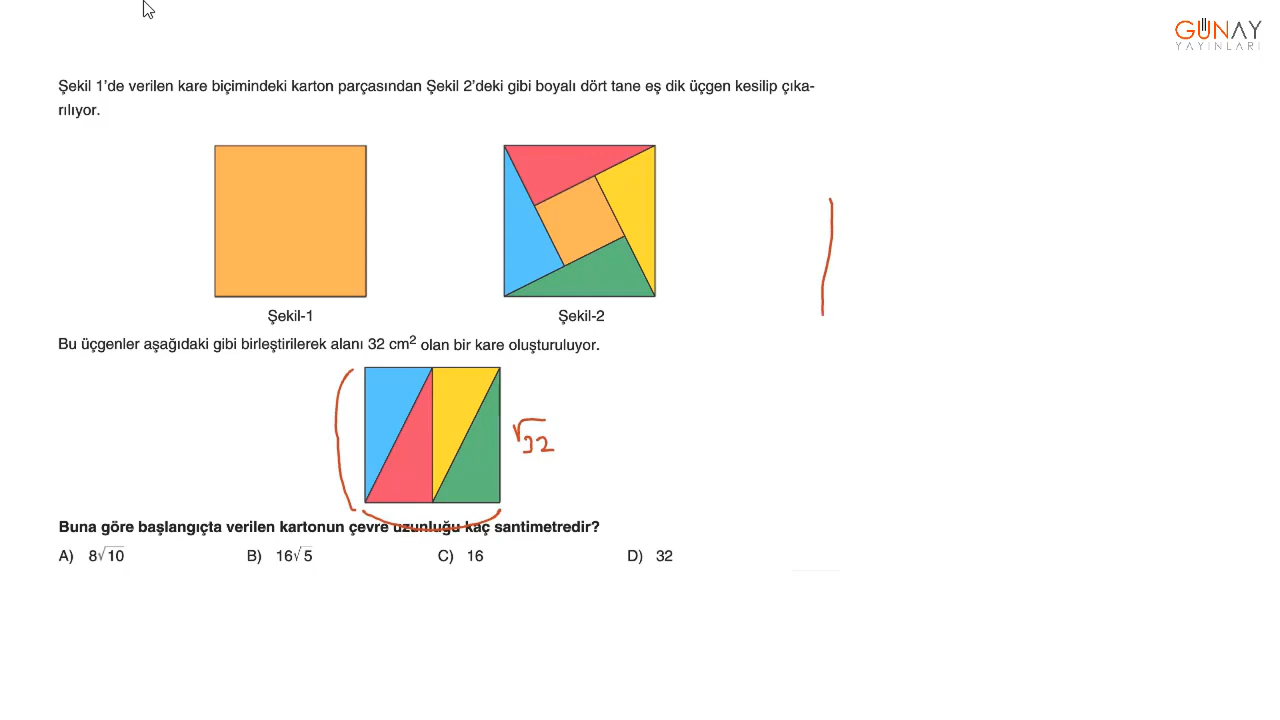 GÜNAY
YAYINLARI
Şekil 1’de verilen kare biçimindeki karton parçasından Şekil 2’deki gibi boyalı dört tane eş dik üçgen kesilip çıka-
rılıyor.
Şekil-1 Şekil-2
Bu üçgenler aşağıdaki gibi birleştirilerek alanı 32 cm² olan bir kare oluşturuluyor.
√32
Buna göre başlangıçta verilen kartonun çevre uzunluğu kaç santimetredir?
A) 8√10 B) 16√5 C) 16 D) 32